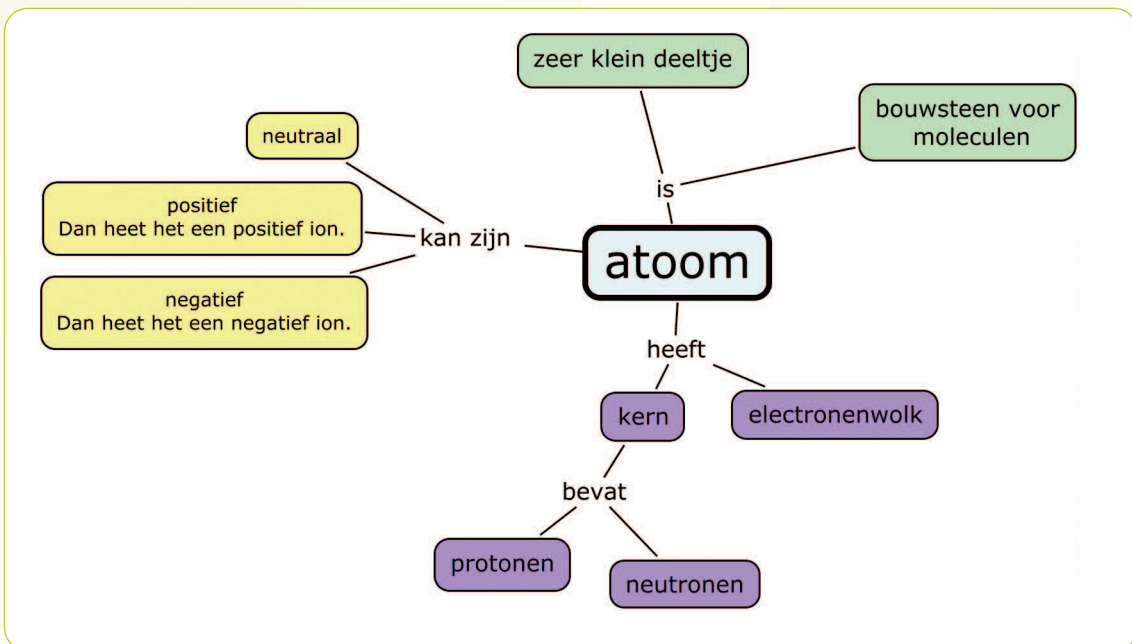 zeer klein deeltje
bouwsteen voor
moleculen
neutraal
positief
Dan heet het een positief ion.
negatief
Dan heet het een negatief ion.
is
kan zijn
atoom
heeft
kern
electronenwolk
bevat
protonen
neutronen